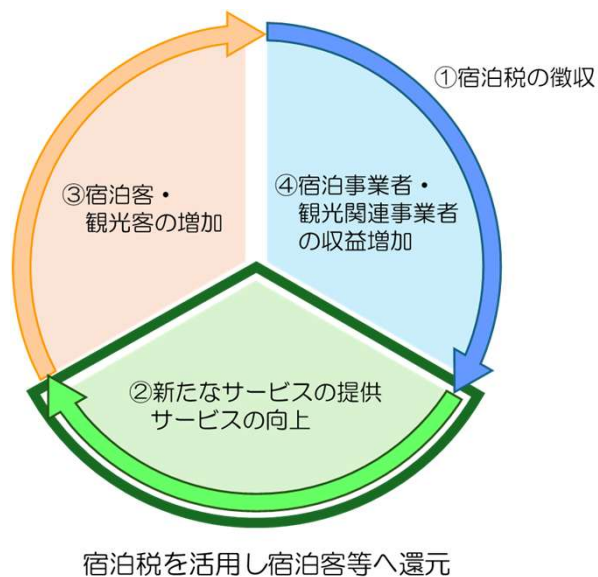 ①宿泊税の徴収
④宿泊事業者・
観光関連事業者
の収益増加
③宿泊客・
観光客の増加
②新たなサービスの提供
サービスの向上
宿泊税を活用し宿泊客等へ還元